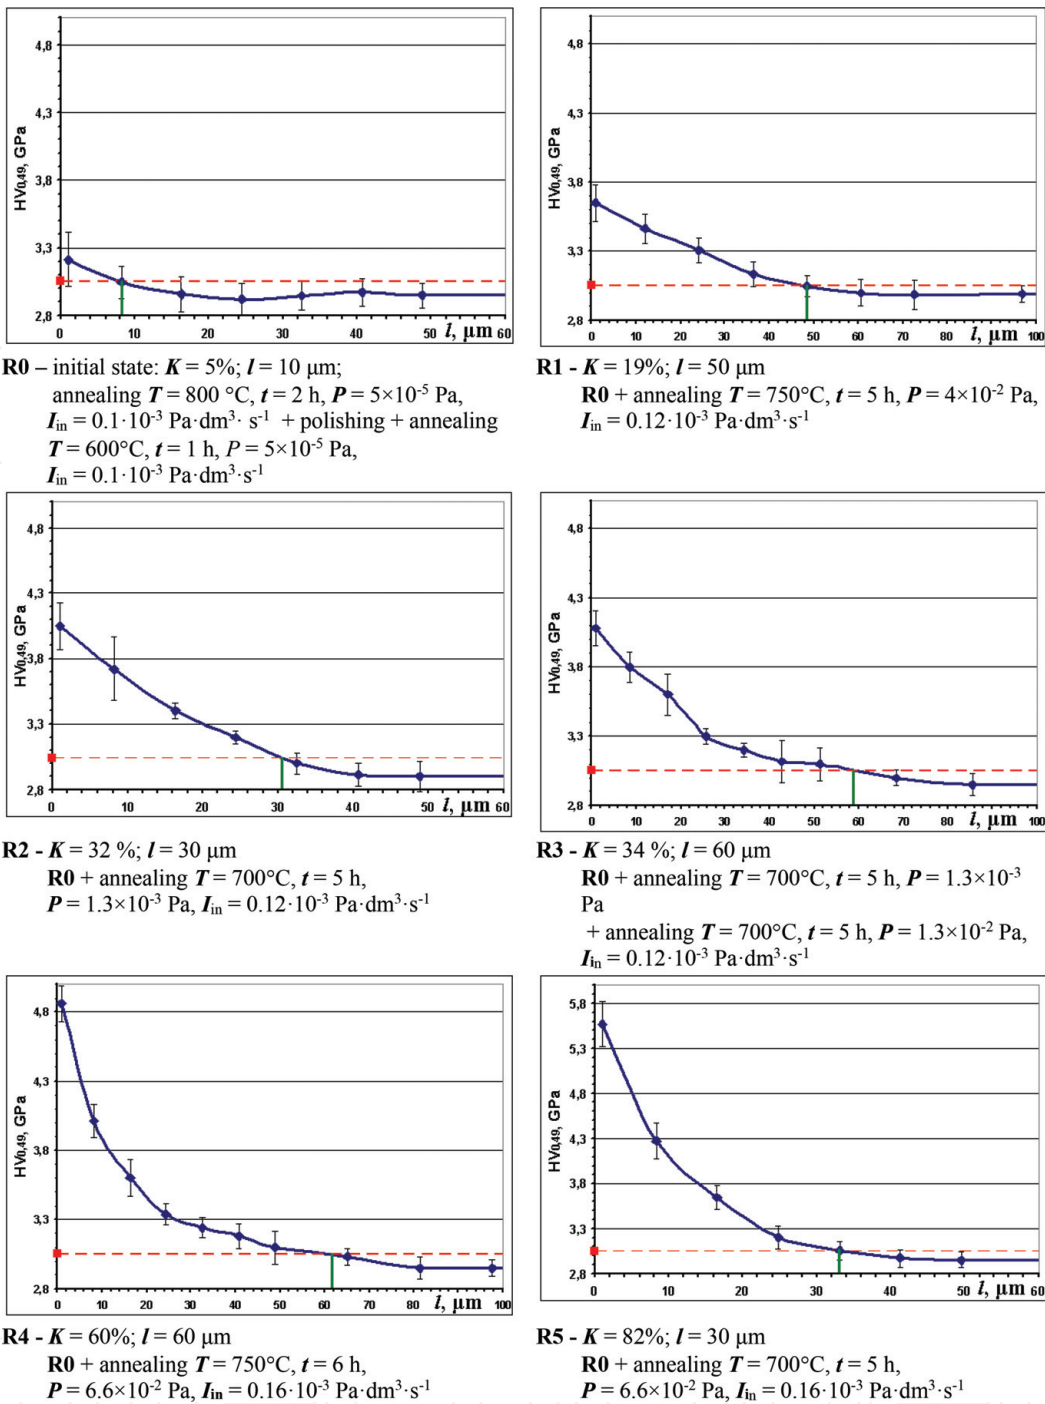 4,8
4,3
3,8
3,3
2,8
HV0,49, GPa
0 10 20 30 40 50 l, μm 60
R0 – initial state: K = 5%; l = 10 μm;
annealing T = 800 °C, t = 2 h, P = 5×10⁻⁵ Pa,
Iin = 0.1·10⁻³ Pa·dm³· s⁻¹ + polishing + annealing
T = 600°C, t = 1 h, P = 5×10⁻⁵ Pa,
Iin = 0.1·10⁻³ Pa·dm³·s⁻¹
4,8
4,3
3,8
3,3
2,8
HV0,49, GPa
0 10 20 30 40 50 60 70 80 l, μm 100
R1 - K = 19%; l = 50 μm
R0 + annealing T = 750°C, t = 5 h, P = 4×10⁻² Pa,
Iin = 0.12·10⁻³ Pa·dm³·s⁻¹
4,8
4,3
3,8
3,3
2,8
HV0,49, GPa
0 10 20 30 40 50 l, μm 60
R2 - K = 32 %; l = 30 μm
R0 + annealing T = 700°C, t = 5 h,
P = 1.3×10⁻³ Pa, Iin = 0.12·10⁻³ Pa·dm³·s⁻¹
4,8
4,3
3,8
3,3
2,8
HV0,49, GPa
0 10 20 30 40 50 60 70 80 l, μm 100
R3 - K = 34 %; l = 60 μm
R0 + annealing T = 700°C, t = 5 h, P = 1.3×10⁻³
Pa
+ annealing T = 700°C, t = 5 h, P = 1.3×10⁻² Pa,
Iin = 0.12·10⁻³ Pa·dm³·s⁻¹
4,8
4,3
3,8
3,3
2,8
HV0,49, GPa
0 10 20 30 40 50 60 70 80 l, μm 100
R4 - K = 60%; l = 60 μm
R0 + annealing T = 750°C, t = 6 h,
P = 6.6×10⁻² Pa, Iin = 0.16·10⁻³ Pa·dm³·s⁻¹
5,8
5,3
4,8
4,3
3,8
3,3
2,8
HV0,49, GPa
0 10 20 30 40 50 l, μm 60
R5 - K = 82%; l = 30 μm
R0 + annealing T = 700°C, t = 5 h,
P = 6.6×10⁻² Pa, Iin = 0.16·10⁻³ Pa·dm³·s⁻¹